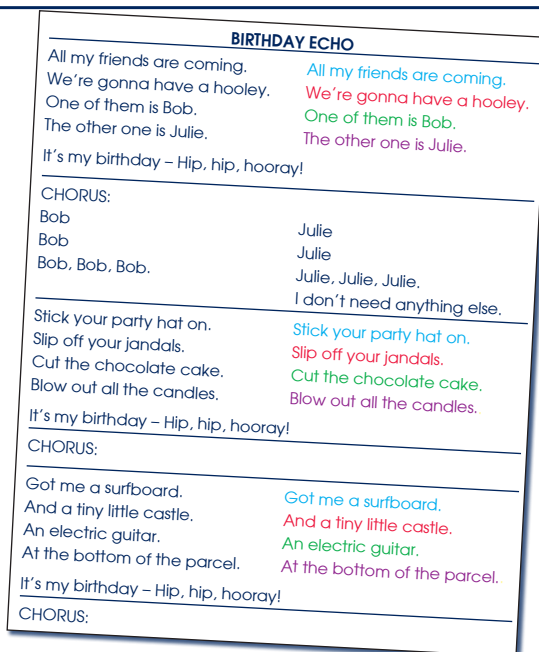 BIRTHDAY ECHO
All my friends are coming. All my friends are coming.
We're gonna have a hooley. We're gonna have a hooley.
One of them is Bob. One of them is Bob.
The other one is Julie. The other one is Julie.
It's my birthday – Hip, hip, hooray!
CHORUS:
Bob Julie
Bob Julie
Bob, Bob, Bob. Julie, Julie, Julie.
I don't need anything else.
Stick your party hat on. Stick your party hat on.
Slip off your jandals. Slip off your jandals.
Cut the chocolate cake. Cut the chocolate cake.
Blow out all the candles. Blow out all the candles.
It's my birthday – Hip, hip, hooray!
CHORUS:
Got me a surfboard. Got me a surfboard.
And a tiny little castle. And a tiny little castle.
An electric guitar. An electric guitar.
At the bottom of the parcel. At the bottom of the parcel.
It's my birthday – Hip, hip, hooray!
CHORUS: